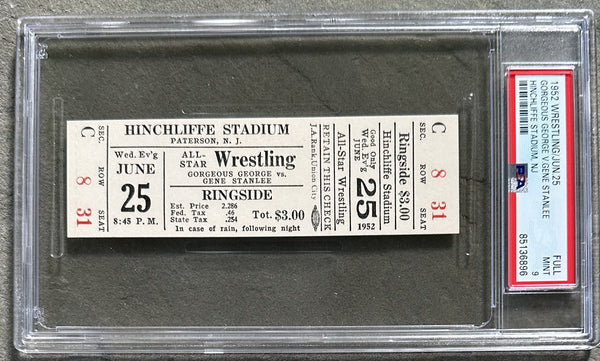 C
SEC.
8
ROW
31
SEAT
HINCHLIFFE STADIUM
PATERSON, N. J.
Wed. Ev'g
JUNE
25
8:45 P. M.
ALL-
STAR Wrestling
GORGEOUS GEORGE vs.
GENE STANLEE
RINGSIDE
Est. Price 2.286
Fed. Tax .46
State Tax .254
Tot. $3.00
In case of rain, following night
J.A.Rank, Union City
RETAIN THIS CHECK
All-Star Wrestling
Good Only
Wed. Ev'g
JUNE
25
1952
Hinchliffe Stadium
Ringside $3.00
C
SEC.
8
ROW
31
SEAT
1952 WRESTLING/JUN.25
GORGEOUS GEORGE V GENE STANLEE
HINCHLIFFE STADIUM NJ
PSA
FULL
MINT 9
85136896